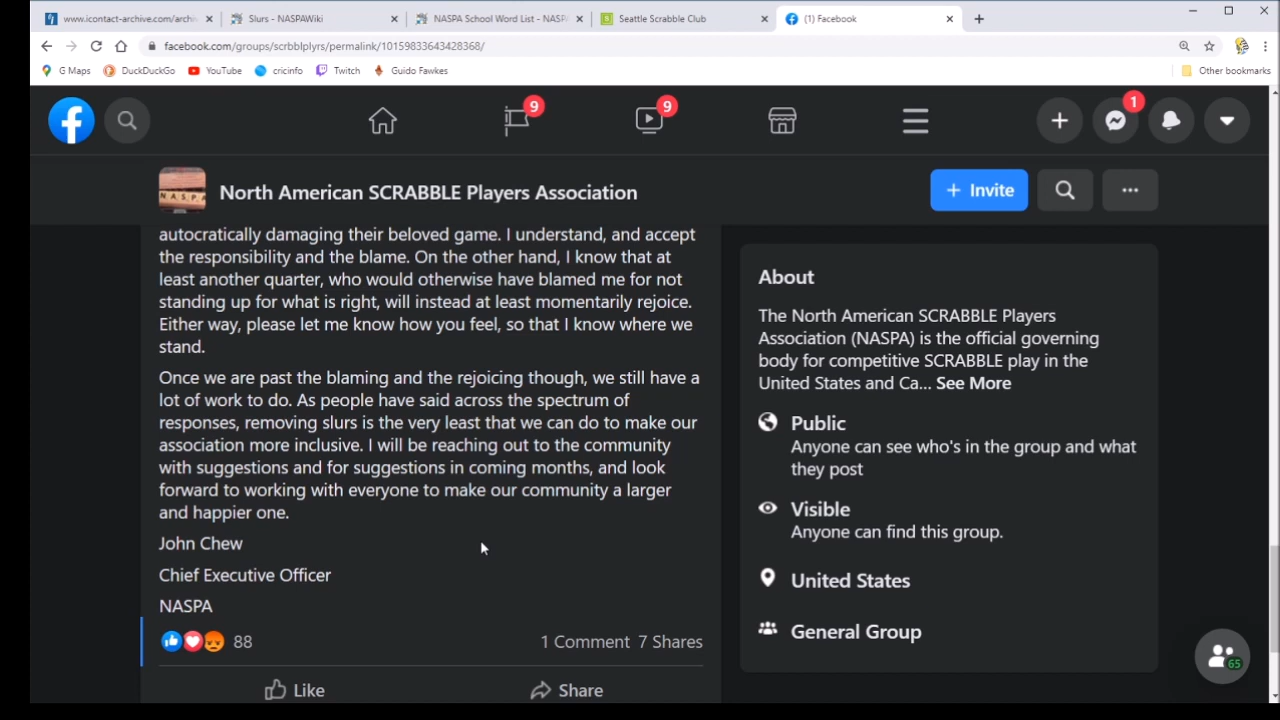 www.icontact-archive.com/archi
Slurs - NASPAWiki
NASPA School Word List - NASP
Seattle Scrabble Club
(1) Facebook
facebook.com/groups/scrbblplyrs/permalink/10159833643428368/
G Maps
DuckDuckGo
YouTube
cricinfo
Twitch
Guido Fawkes
Other bookmarks
9
9
1
North American SCRABBLE Players Association
+ Invite
autocratically damaging their beloved game. I understand, and accept
the responsibility and the blame. On the other hand, I know that at
least another quarter, who would otherwise have blamed me for not
standing up for what is right, will instead at least momentarily rejoice.
Either way, please let me know how you feel, so that I know where we
stand.
Once we are past the blaming and the rejoicing though, we still have a
lot of work to do. As people have said across the spectrum of
responses, removing slurs is the very least that we can do to make our
association more inclusive. I will be reaching out to the community
with suggestions and for suggestions in coming months, and look
forward to working with everyone to make our community a larger
and happier one.
John Chew
Chief Executive Officer
NASPA
88
1 Comment 7 Shares
Like
Share
About
The North American SCRABBLE Players
Association (NASPA) is the official governing
body for competitive SCRABBLE play in the
United States and Ca... See More
Public
Anyone can see who's in the group and what
they post
Visible
Anyone can find this group.
United States
General Group
65